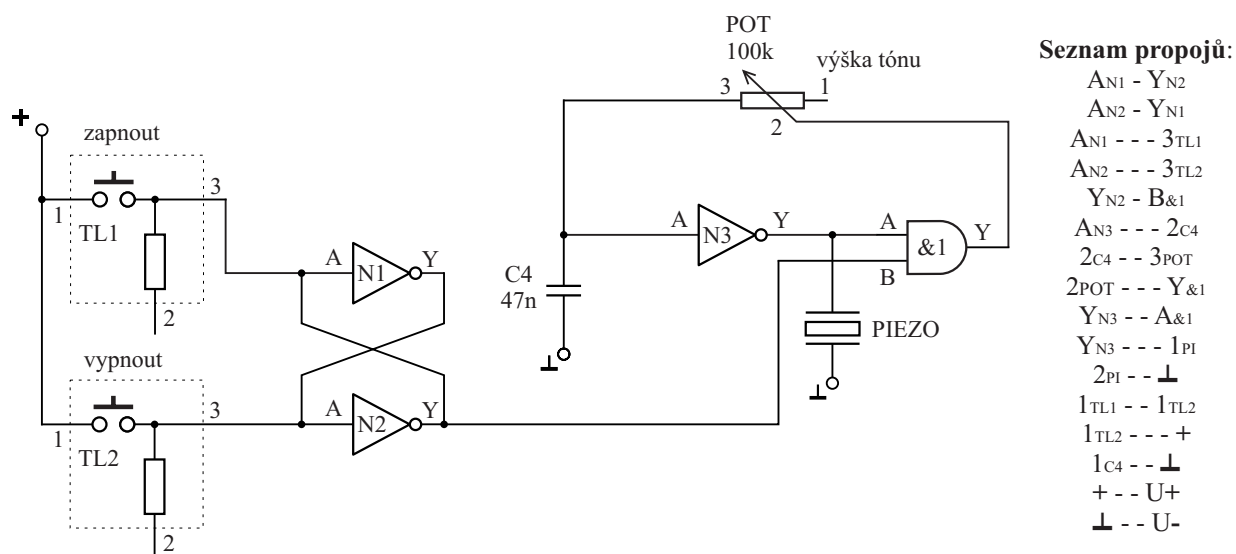 POT
100k
výška tónu
3
1
2
+
zapnout
3
1
TL1
2
A
N1
Y
vypnout
3
1
TL2
2
A
N2
Y
C4
47n
A
N3
Y
A
B
&1
Y
PIEZO
Seznam propojů:
AN1 - YN2
AN2 - YN1
AN1 - - - 3TL1
AN2 - - - 3TL2
YN2 - B&1
AN3 - - - 2C4
2C4 - - 3POT
2POT - - - Y&1
YN3 - - A&1
YN3 - - - 1PI
2PI - - ⊥
1TL1 - - 1TL2
1TL2 - - - +
1C4 - - ⊥
+ - - U+
⊥ - - U-